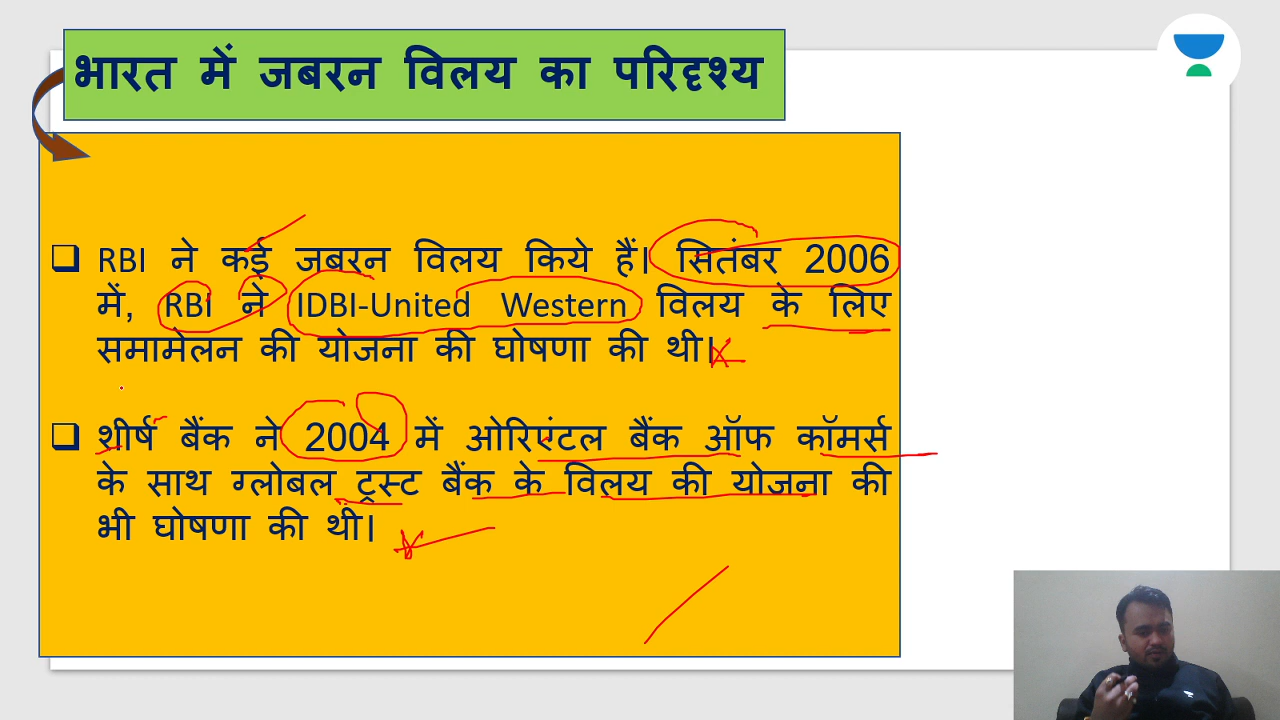 भारत में जबरन विलय का परिदृश्य
RBI ने कई जबरन विलय किये हैं। सितंबर 2006
में, RBI ने IDBI-United Western विलय के लिए
समामेलन की योजना की घोषणा की थी।
शीर्ष बैंक ने 2004 में ओरिएंटल बैंक ऑफ कॉमर्स
के साथ ग्लोबल ट्रस्ट बैंक के विलय की योजना की
भी घोषणा की थी।